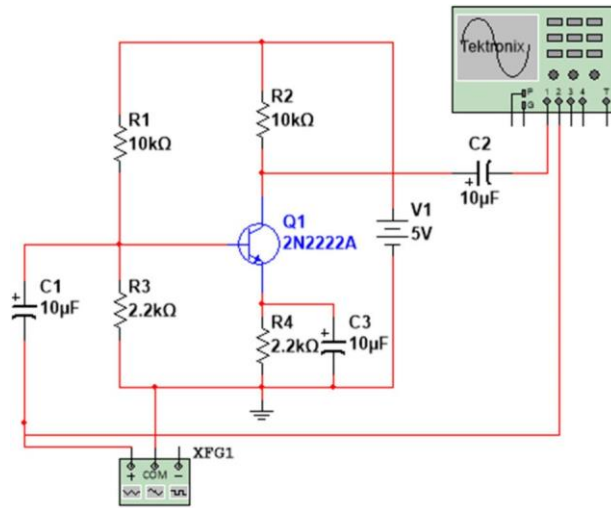 Tektronix
P
G
1 2 3 4 T
R1
10kΩ
R2
10kΩ
C2
+
10µF
Q1
2N2222A
V1
5V
C1
+
10µF
R3
2.2kΩ
R4
2.2kΩ
C3
+
10µF
XFG1
+ COM −